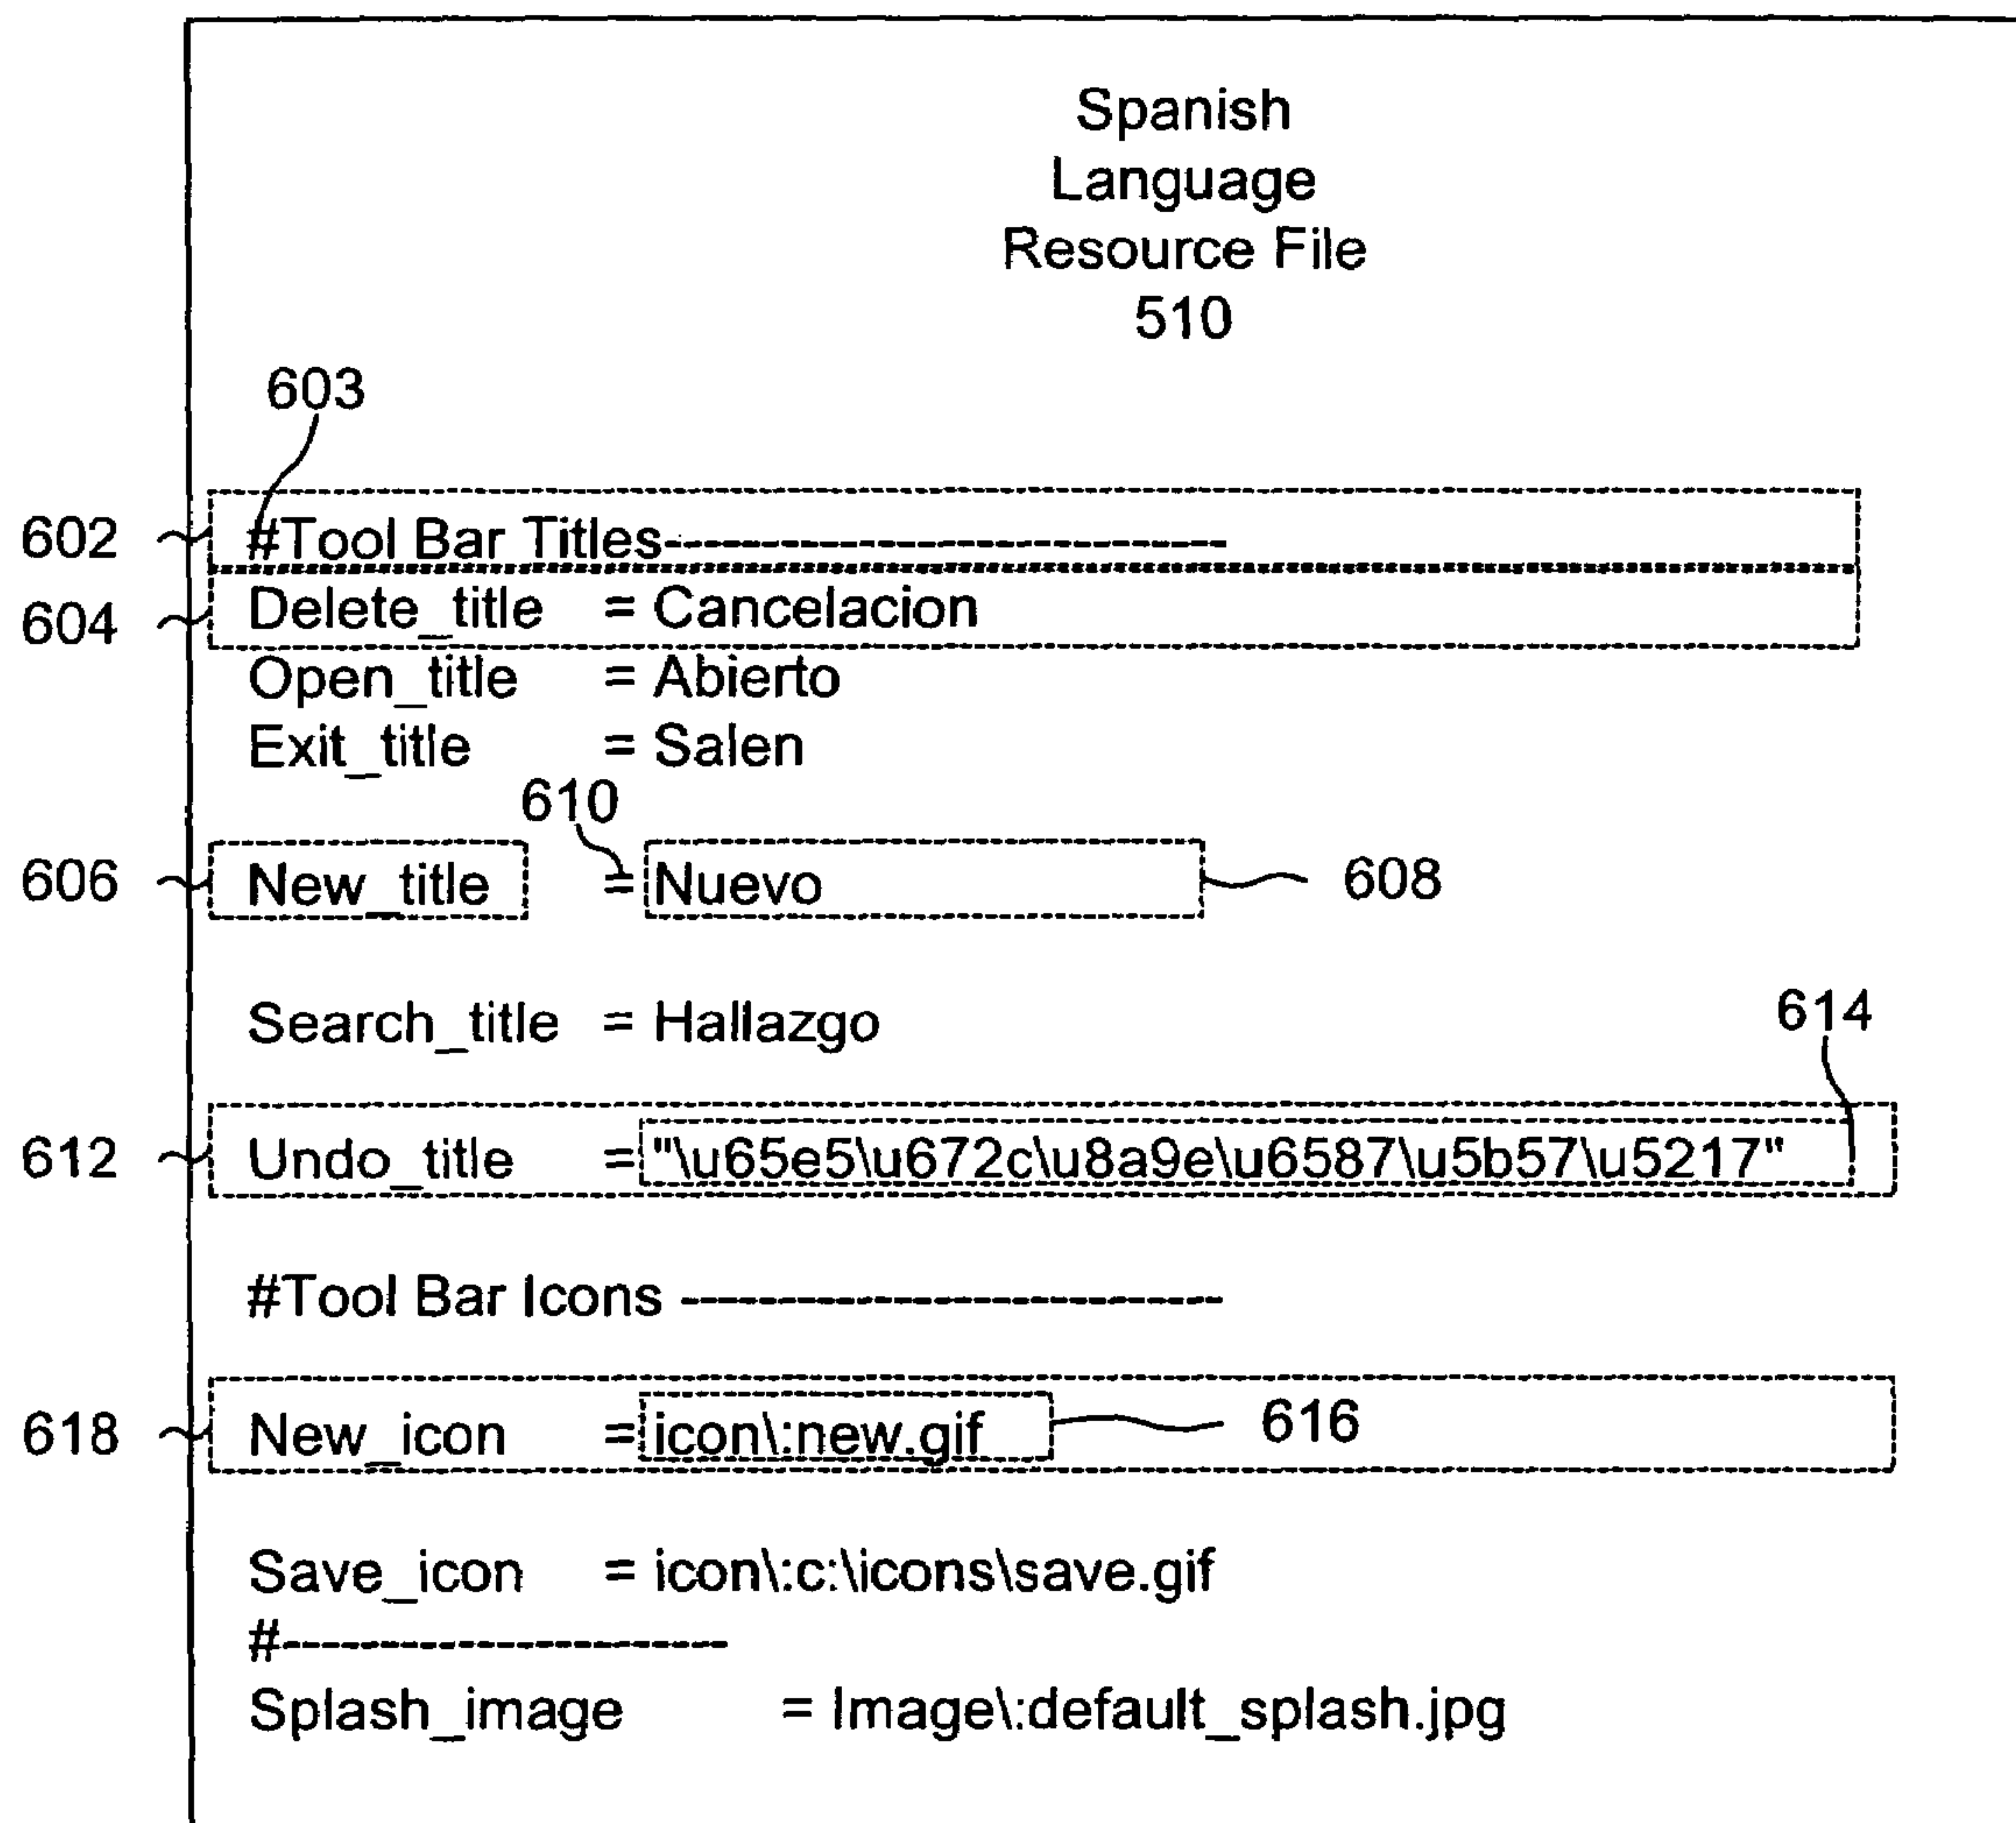 Spanish
Language
Resource File
510
603
602 #Tool Bar Titles----------------------------
604 Delete_title = Cancelacion
Open_title = Abierto
Exit_title = Salen
610
606 New_title = Nuevo 608
Search_title = Hallazgo
614
612 Undo_title = "\u65e5\u672c\u8a9e\u6587\u5b57\u5217"
#Tool Bar Icons ---------------------------
618 New_icon = icon\:new.gif 616
Save_icon = icon\:c:\icons\save.gif
#----------------------
Splash_image = Image\:default_splash.jpg